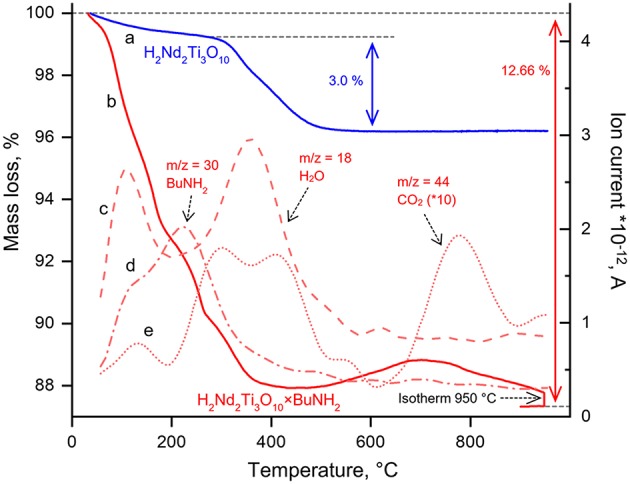 100
98
96
94
92
90
88
Mass loss, %
0
200
400
600
800
Temperature, °C
4
3
2
1
0
Ion current *10⁻¹², A
a
H₂Nd₂Ti₃O₁₀
3.0 %
12.66 %
b
m/z = 30
BuNH₂
m/z = 18
H₂O
m/z = 44
CO₂ (*10)
c
d
e
H₂Nd₂Ti₃O₁₀×BuNH₂
Isotherm 950 °C